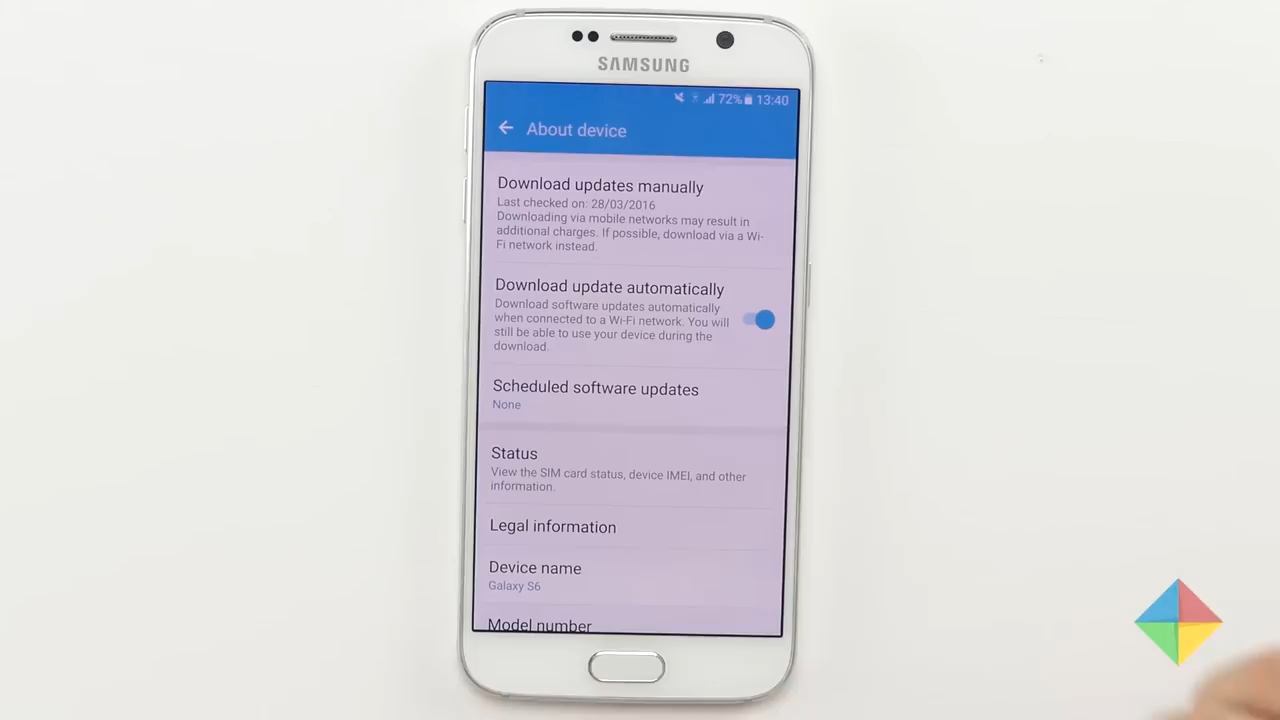 SAMSUNG
72% 13:40
About device
Download updates manually
Last checked on: 28/03/2016
Downloading via mobile networks may result in
additional charges. If possible, download via a Wi-
Fi network instead.
Download update automatically
Download software updates automatically
when connected to a Wi-Fi network. You will
still be able to use your device during the
download.
Scheduled software updates
None
Status
View the SIM card status, device IMEI, and other
information.
Legal information
Device name
Galaxy S6
Model number